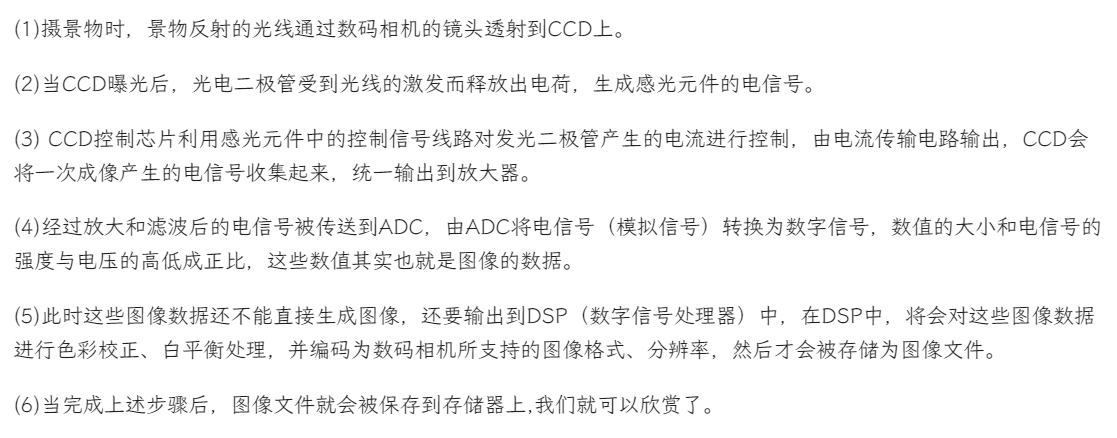 (1)摄景物时，景物反射的光线通过数码相机的镜头透射到CCD上。
(2)当CCD曝光后，光电二极管受到光线的激发而释放出电荷，生成感光元件的电信号。
(3) CCD控制芯片利用感光元件中的控制信号线路对发光二极管产生的电流进行控制，由电流传输电路输出，CCD会
将一次成像产生的电信号收集起来，统一输出到放大器。
(4)经过放大和滤波后的电信号被传送到ADC，由ADC将电信号（模拟信号）转换为数字信号，数值的大小和电信号的
强度与电压的高低成正比，这些数值其实也就是图像的数据。
(5)此时这些图像数据还不能直接生成图像，还要输出到DSP（数字信号处理器）中，在DSP中，将会对这些图像数据
进行色彩校正、白平衡处理，并编码为数码相机所支持的图像格式、分辨率，然后才会被存储为图像文件。
(6)当完成上述步骤后，图像文件就会被保存到存储器上,我们就可以欣赏了。